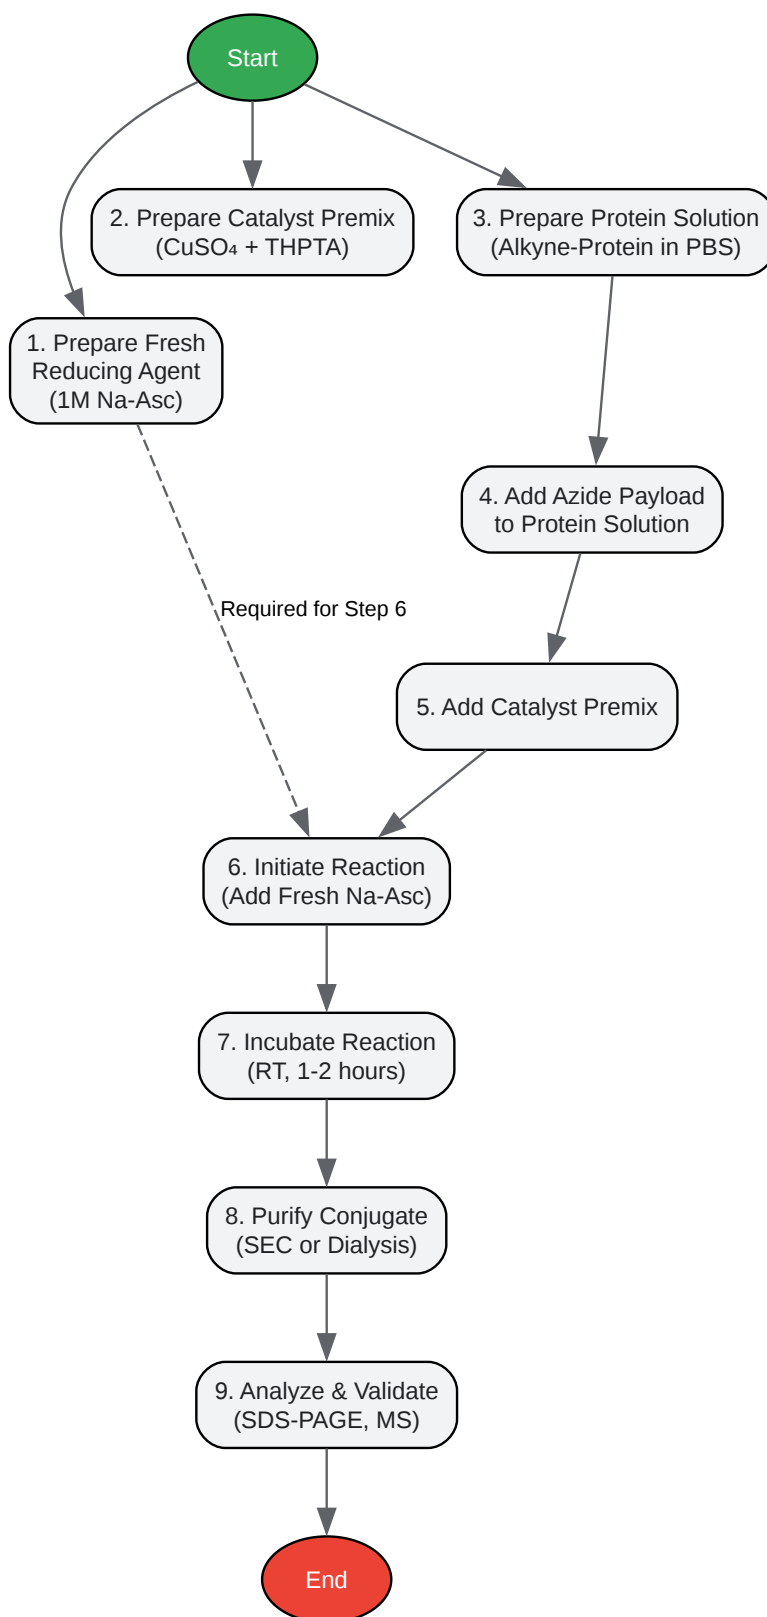 Start
2. Prepare Catalyst Premix
(CuSO₄ + THPTA)
3. Prepare Protein Solution
(Alkyne-Protein in PBS)
1. Prepare Fresh
Reducing Agent
(1M Na-Asc)
4. Add Azide Payload
to Protein Solution
Required for Step 6
5. Add Catalyst Premix
6. Initiate Reaction
(Add Fresh Na-Asc)
7. Incubate Reaction
(RT, 1-2 hours)
8. Purify Conjugate
(SEC or Dialysis)
9. Analyze & Validate
(SDS-PAGE, MS)
End